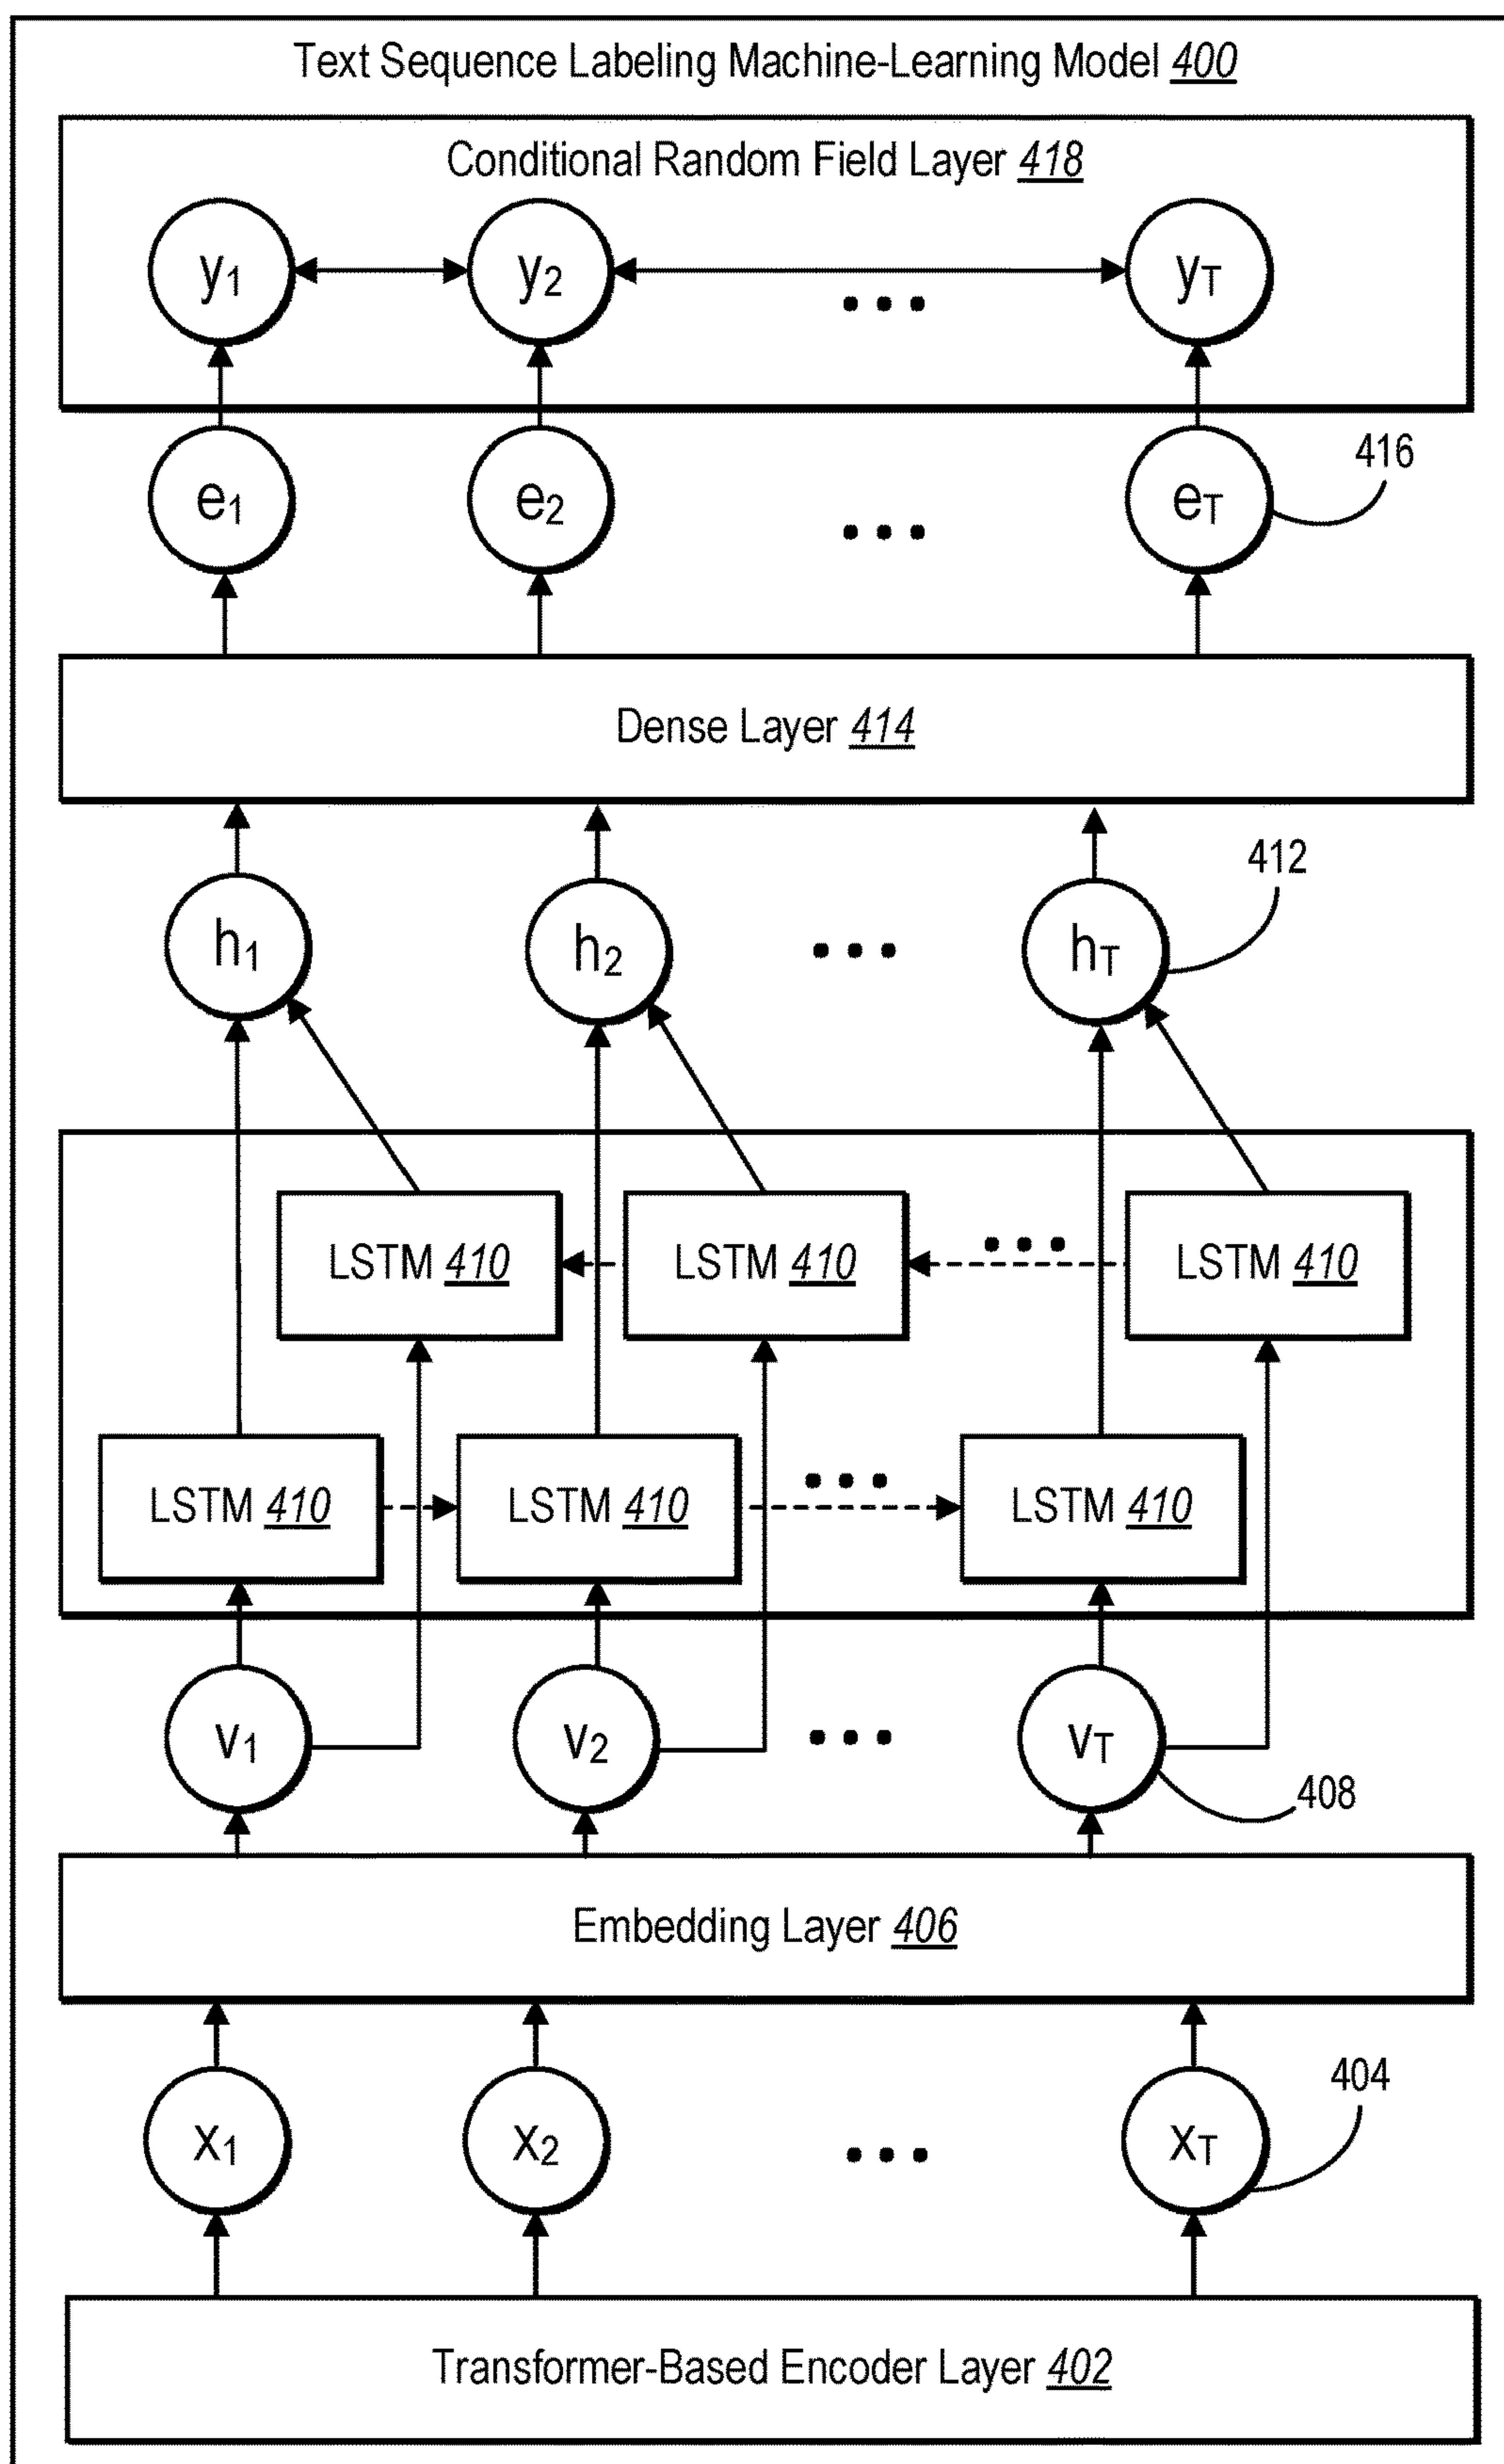 Text Sequence Labeling Machine-Learning Model 400
Conditional Random Field Layer 418
y1 y2 ... yT
e1 e2 ... eT
416
Dense Layer 414
412
h1 h2 ... hT
LSTM 410 LSTM 410 ... LSTM 410
LSTM 410 LSTM 410 ... LSTM 410
v1 v2 ... vT
408
Embedding Layer 406
404
x1 x2 ... xT
Transformer-Based Encoder Layer 402